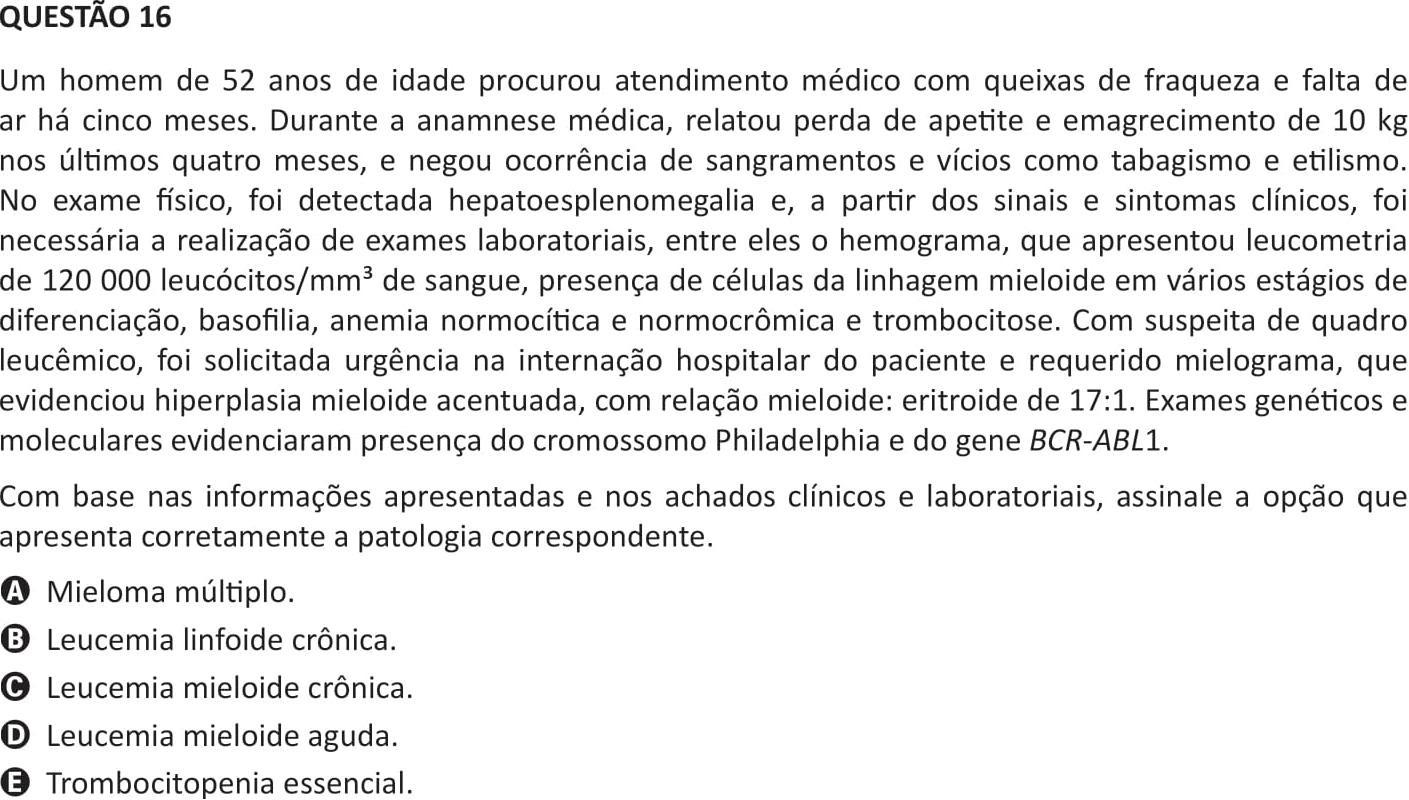 QUESTÃO 16
Um homem de 52 anos de idade procurou atendimento médico com queixas de fraqueza e falta de
ar há cinco meses. Durante a anamnese médica, relatou perda de apetite e emagrecimento de 10 kg
nos últimos quatro meses, e negou ocorrência de sangramentos e vícios como tabagismo e etilismo.
No exame físico, foi detectada hepatoesplenomegalia e, a partir dos sinais e sintomas clínicos, foi
necessária a realização de exames laboratoriais, entre eles o hemograma, que apresentou leucometria
de 120 000 leucócitos/mm³ de sangue, presença de células da linhagem mieloide em vários estágios de
diferenciação, basofilia, anemia normocítica e normocrômica e trombocitose. Com suspeita de quadro
leucêmico, foi solicitada urgência na internação hospitalar do paciente e requerido mielograma, que
evidenciou hiperplasia mieloide acentuada, com relação mieloide: eritroide de 17:1. Exames genéticos e
moleculares evidenciaram presença do cromossomo Philadelphia e do gene BCR-ABL1.
Com base nas informações apresentadas e nos achados clínicos e laboratoriais, assinale a opção que
apresenta corretamente a patologia correspondente.
A Mieloma múltiplo.
B Leucemia linfoide crônica.
C Leucemia mieloide crônica.
D Leucemia mieloide aguda.
E Trombocitopenia essencial.